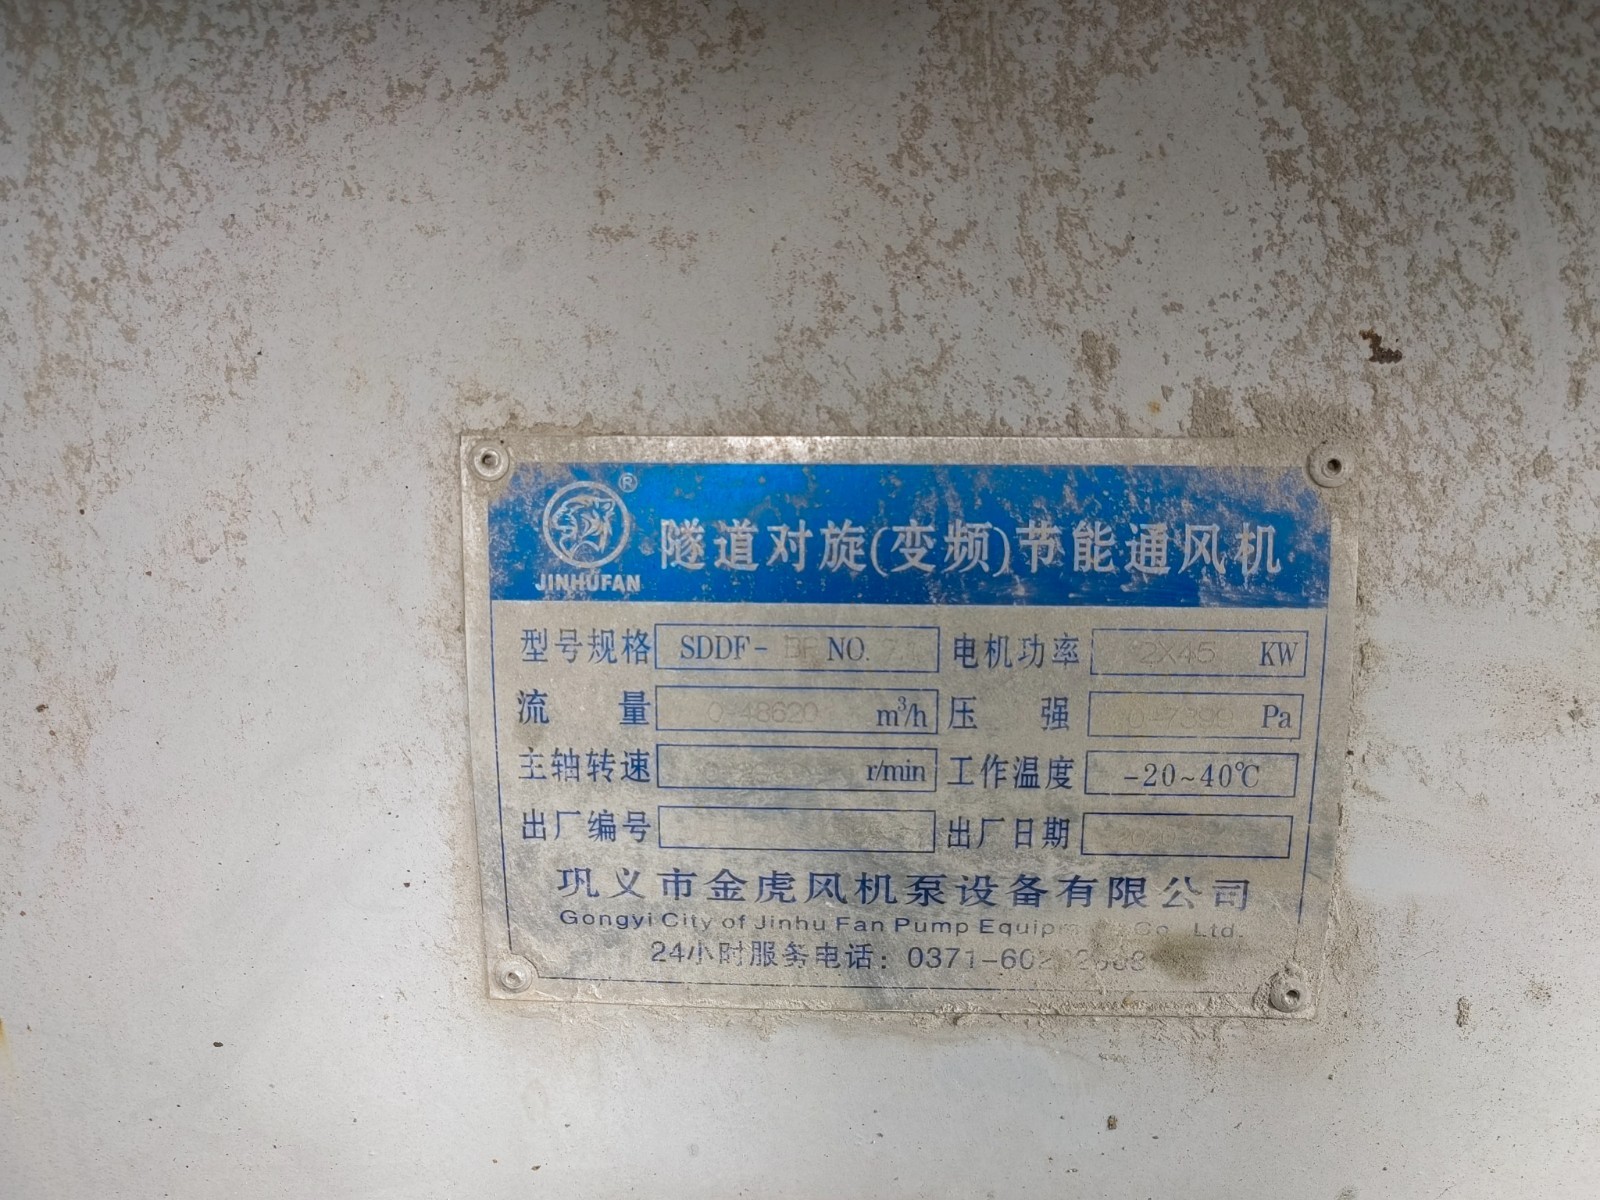 ®
JINHUFAN
隧道对旋(变频)节能通风机
型号规格 SDDF- BP NO. 电机功率 2X45 KW
流 量 0-48620 m³/h 压 强 Pa
主轴转速 r/min 工作温度 -20~40℃
出厂编号 出厂日期
巩义市金虎风机泵设备有限公司
Gongyi City of Jinhu Fan Pump Co., Ltd.
24小时服务电话: